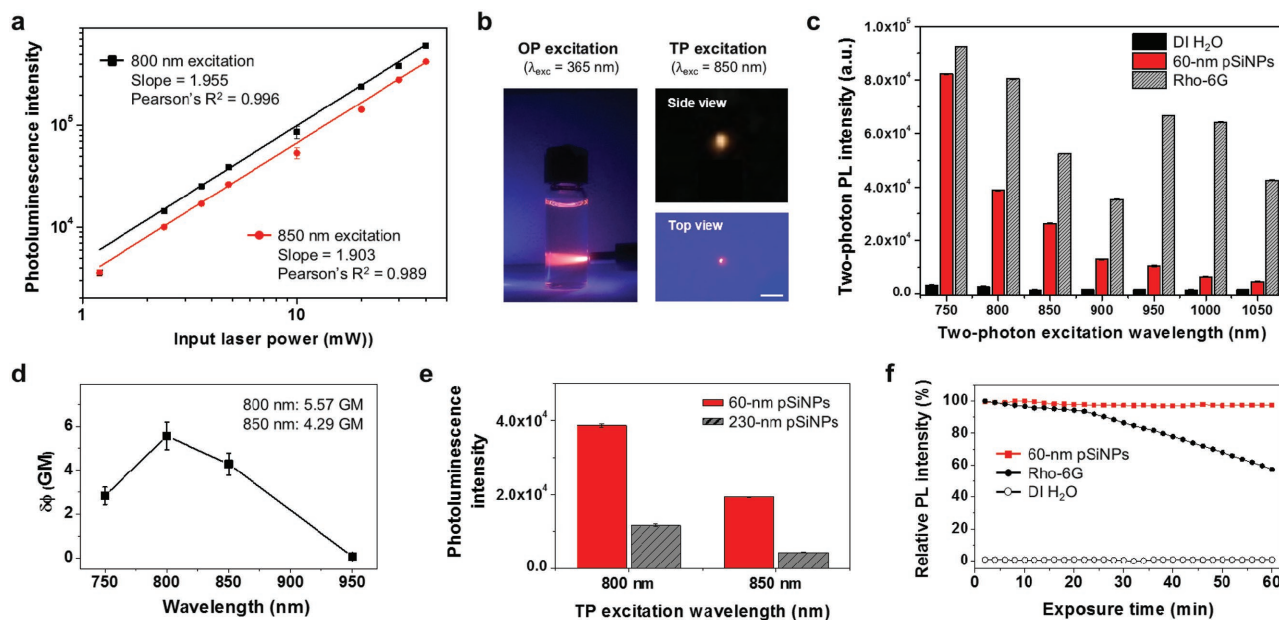 a
Photoluminescence intensity
10⁵
10⁴
800 nm excitation
Slope = 1.955
Pearson's R² = 0.996
850 nm excitation
Slope = 1.903
Pearson's R² = 0.989
1
10
Input laser power (mW))
b
OP excitation
(λexc = 365 nm)
TP excitation
(λexc = 850 nm)
Side view
Top view
c
Two-photon PL intensity (a.u.)
1.0x10⁵
8.0x10⁴
6.0x10⁴
4.0x10⁴
2.0x10⁴
0.0
DI H₂O
60-nm pSiNPs
Rho-6G
750 800 850 900 950 1000 1050
Two-photon excitation wavelength (nm)
d
δϕ (GM)
6
4
2
0
800 nm: 5.57 GM
850 nm: 4.29 GM
750 800 850 900 950
Wavelength (nm)
e
Photoluminescence
intensity
4.0x10⁴
2.0x10⁴
0.0
60-nm pSiNPs
230-nm pSiNPs
800 nm 850 nm
TP excitation wavelength (nm)
f
Relative PL intensity (%)
100
80
60
40
20
0
60-nm pSiNPs
Rho-6G
DI H₂O
0 10 20 30 40 50 60
Exposure time (min)